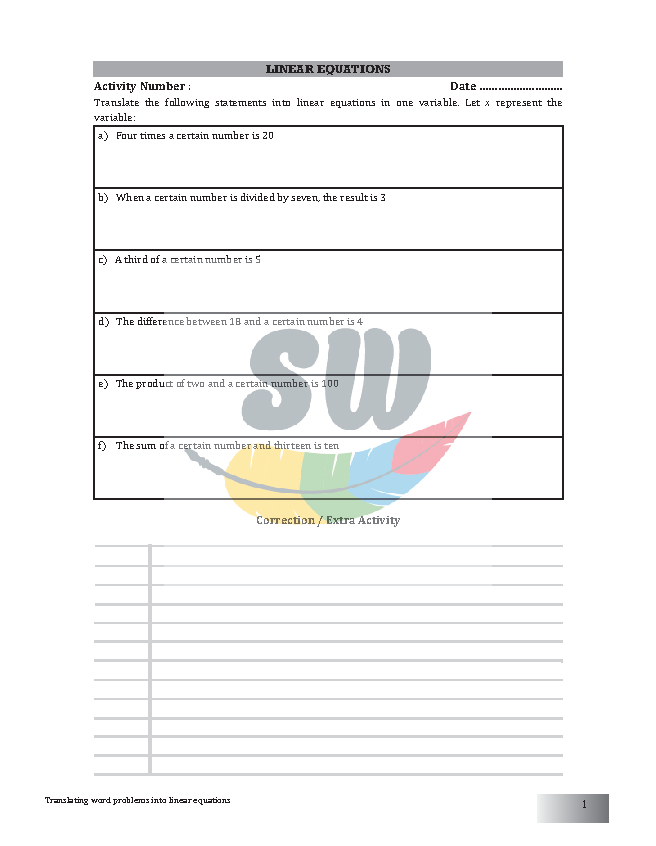 LINEAR EQUATIONS
Activity Number : Date ...........................
Translate the following statements into linear equations in one variable. Let x represent the
variable:
a) Four times a certain number is 20
b) When a certain number is divided by seven, the result is 3
c) A third of a certain number is 5
d) The difference between 18 and a certain number is 4
SW
e) The product of two and a certain number is 100
f) The sum of a certain number and thirteen is ten
Correction / Extra Activity
Translating word problems into linear equations
1